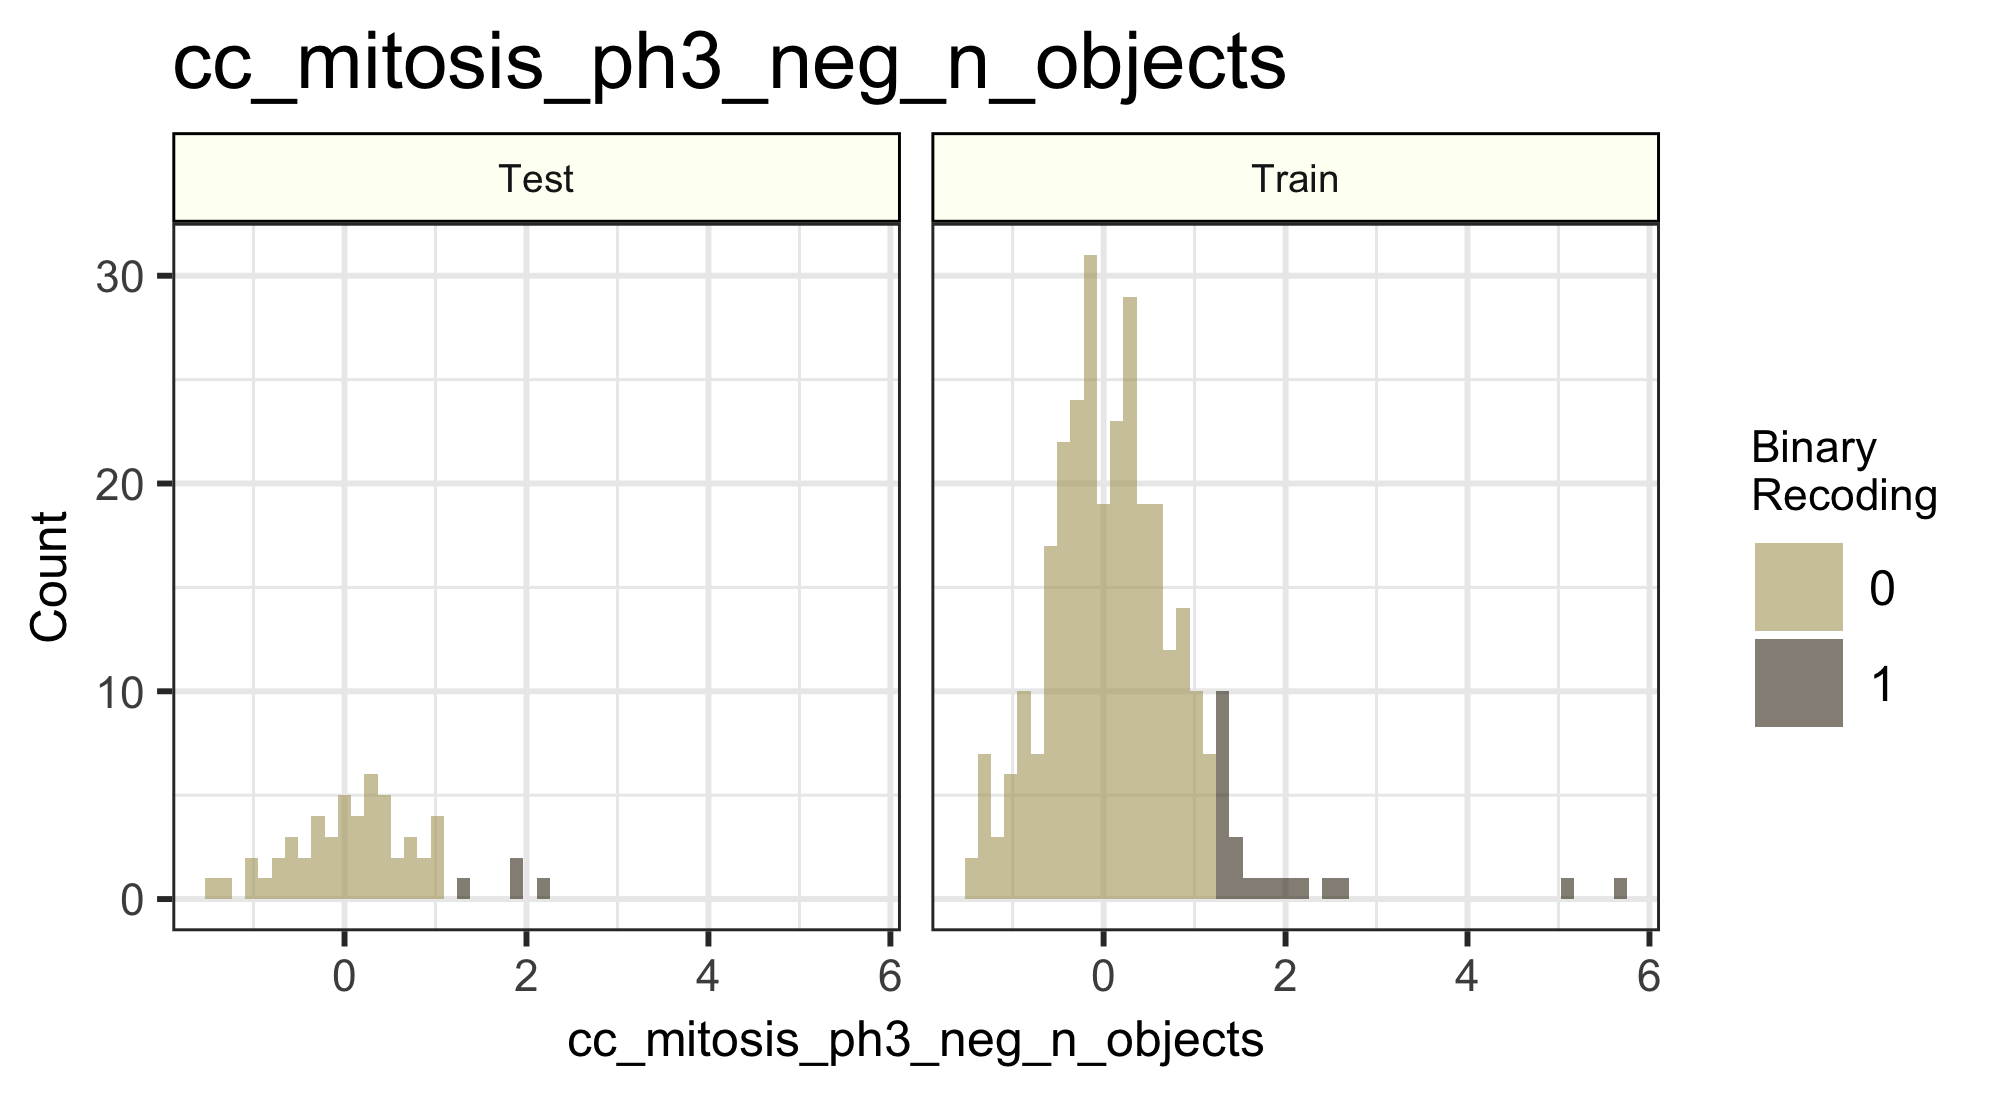 cc_mitosis_ph3_neg_n_objects
Test
Train
30
20
10
0
Count
0 2 4 6
0 2 4 6
cc_mitosis_ph3_neg_n_objects
Binary
Recoding
0
1